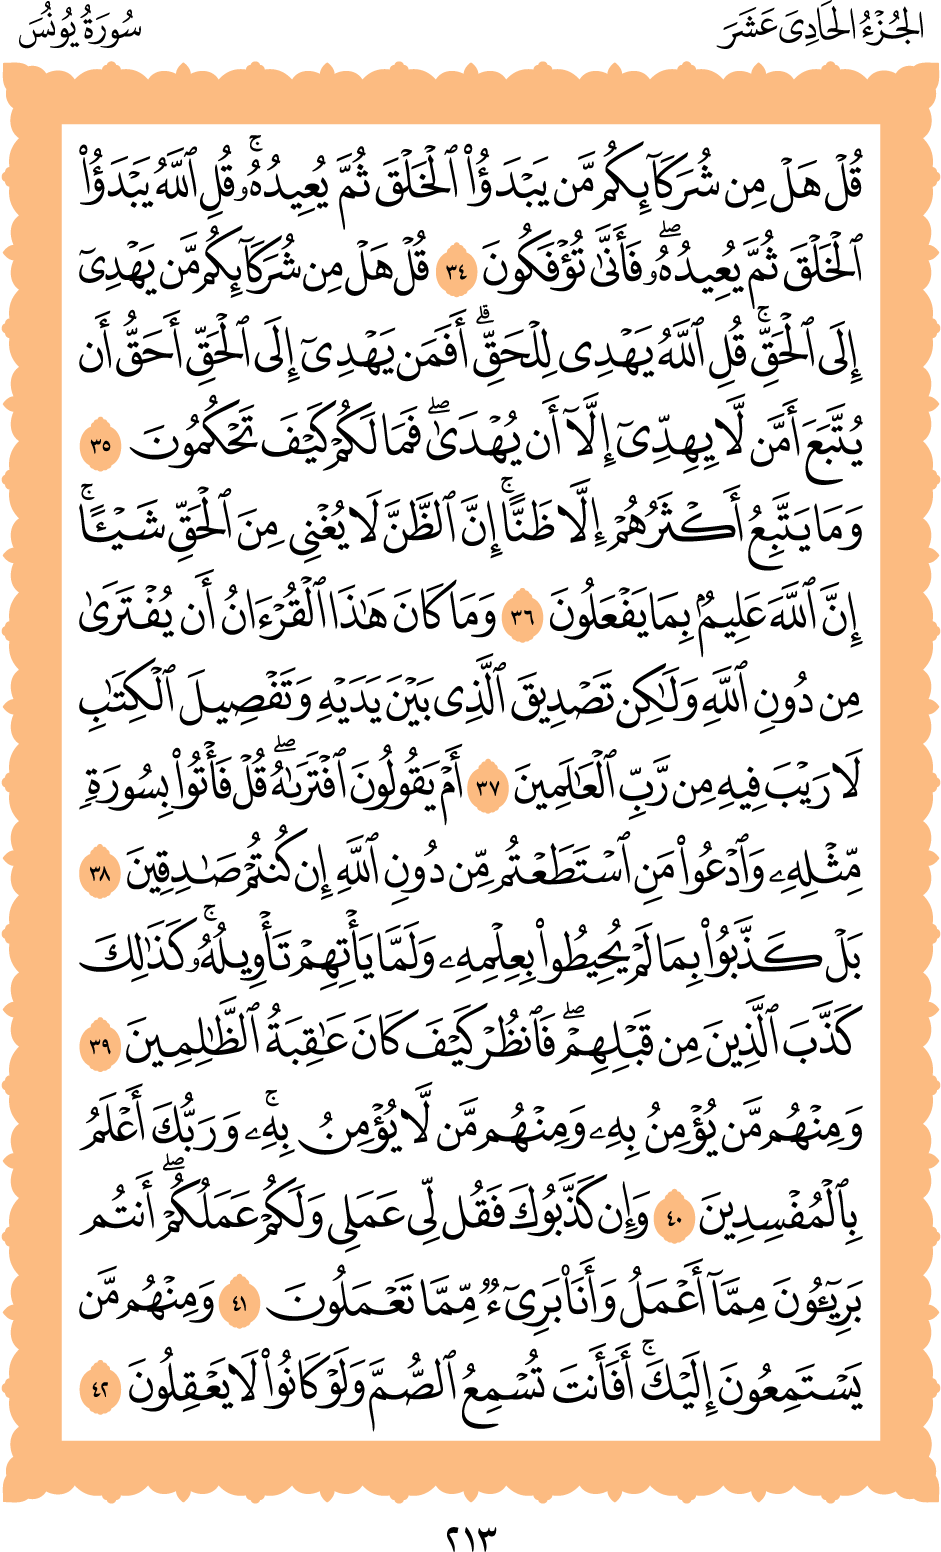 الجُزْءُ الحَادِىَ عَشَرَ
سُورَةُ يُونُسَ
قُلْ هَلْ مِن شُرَكَآئِكُم مَّن يَبْدَؤُا۟ ٱلْخَلْقَ ثُمَّ يُعِيدُهُۥ ۚ قُلِ ٱللَّهُ يَبْدَؤُا۟
ٱلْخَلْقَ ثُمَّ يُعِيدُهُۥ ۖ فَأَنَّىٰ تُؤْفَكُونَ ٣٤ قُلْ هَلْ مِن شُرَكَآئِكُم مَّن يَهْدِىٓ
إِلَى ٱلْحَقِّ ۚ قُلِ ٱللَّهُ يَهْدِى لِلْحَقِّ ۗ أَفَمَن يَهْدِىٓ إِلَى ٱلْحَقِّ أَحَقُّ أَن
يُتَّبَعَ أَمَّن لَّا يَهِدِّىٓ إِلَّآ أَن يُهْدَىٰ ۖ فَمَا لَكُمْ كَيْفَ تَحْكُمُونَ ٣٥
وَمَا يَتَّبِعُ أَكْثَرُهُمْ إِلَّا ظَنًّا ۚ إِنَّ ٱلظَّنَّ لَا يُغْنِى مِنَ ٱلْحَقِّ شَيْـًٔا ۚ
إِنَّ ٱللَّهَ عَلِيمٌۢ بِمَا يَفْعَلُونَ ٣٦ وَمَا كَانَ هَـٰذَا ٱلْقُرْءَانُ أَن يُفْتَرَىٰ
مِن دُونِ ٱللَّهِ وَلَـٰكِن تَصْدِيقَ ٱلَّذِى بَيْنَ يَدَيْهِ وَتَفْصِيلَ ٱلْكِتَـٰبِ
لَا رَيْبَ فِيهِ مِن رَّبِّ ٱلْعَـٰلَمِينَ ٣٧ أَمْ يَقُولُونَ ٱفْتَرَىٰهُ ۖ قُلْ فَأْتُوا۟ بِسُورَةٍ
مِّثْلِهِۦ وَٱدْعُوا۟ مَنِ ٱسْتَطَعْتُم مِّن دُونِ ٱللَّهِ إِن كُنتُمْ صَـٰدِقِينَ ٣٨
بَلْ كَذَّبُوا۟ بِمَا لَمْ يُحِيطُوا۟ بِعِلْمِهِۦ وَلَمَّا يَأْتِهِمْ تَأْوِيلُهُۥ ۚ كَذَٰلِكَ
كَذَّبَ ٱلَّذِينَ مِن قَبْلِهِمْ ۖ فَٱنظُرْ كَيْفَ كَانَ عَـٰقِبَةُ ٱلظَّـٰلِمِينَ ٣٩
وَمِنْهُم مَّن يُؤْمِنُ بِهِۦ وَمِنْهُم مَّن لَّا يُؤْمِنُ بِهِۦ ۚ وَرَبُّكَ أَعْلَمُ
بِٱلْمُفْسِدِينَ ٤٠ وَإِن كَذَّبُوكَ فَقُل لِّى عَمَلِى وَلَكُمْ عَمَلُكُمْ ۖ أَنتُم
بَرِيٓـُٔونَ مِمَّآ أَعْمَلُ وَأَنَا۠ بَرِىٓءٌ مِّمَّا تَعْمَلُونَ ٤١ وَمِنْهُم مَّن
يَسْتَمِعُونَ إِلَيْكَ ۚ أَفَأَنتَ تُسْمِعُ ٱلصُّمَّ وَلَوْ كَانُوا۟ لَا يَعْقِلُونَ ٤٢
٢١٣